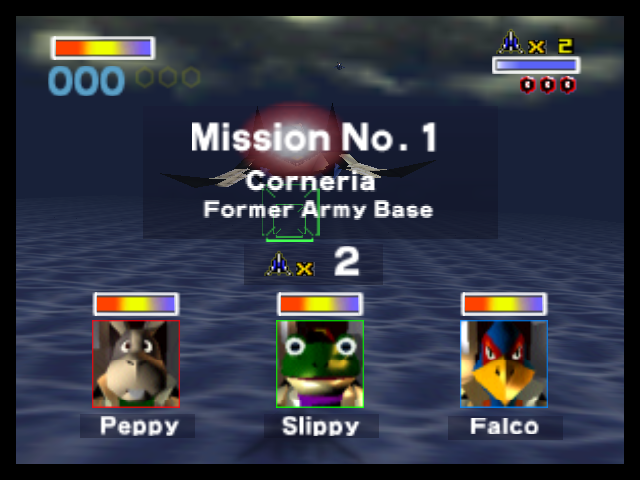 x 2
000
Mission No. 1
Corneria
Former Army Base
x 2
Peppy
Slippy
Falco